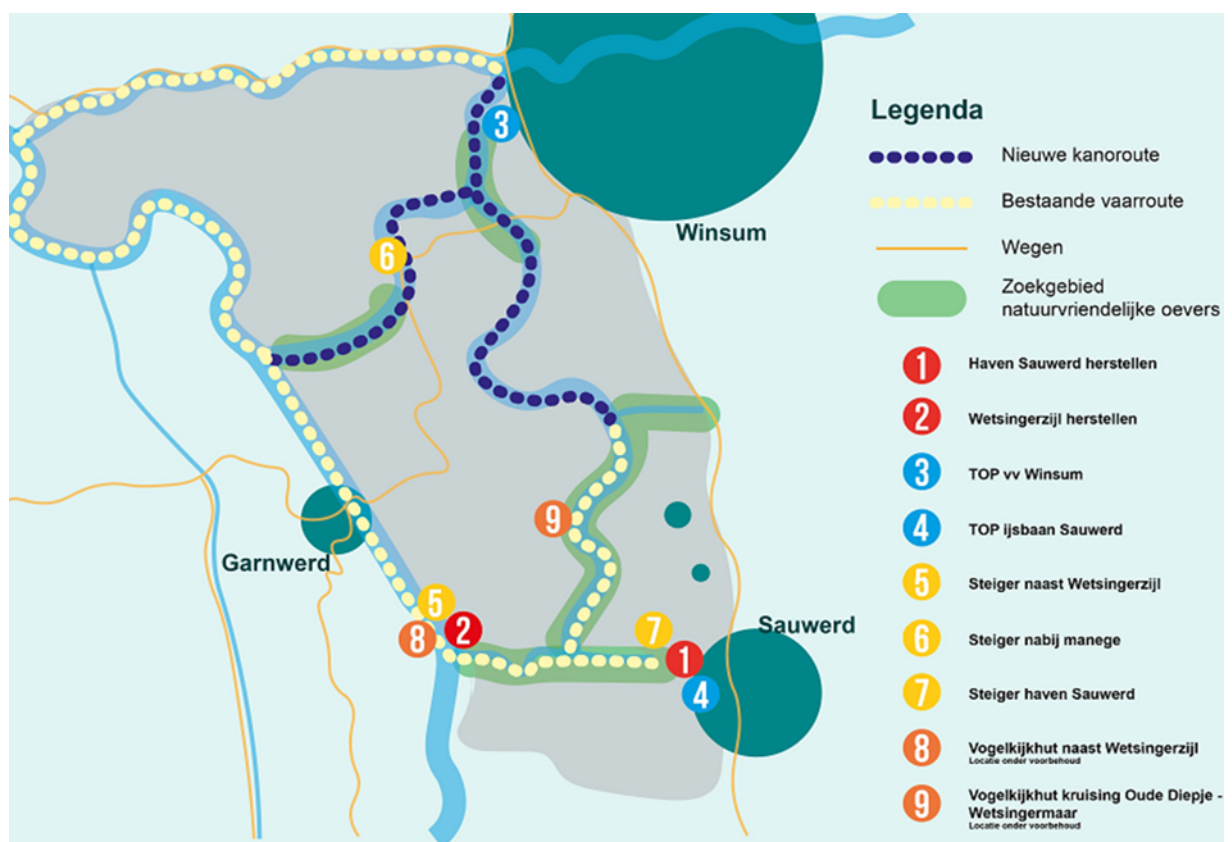 3
Winsum
6
Garnwerd
9
5
8
2
7
1
4
Sauwerd
Legenda
Nieuwe kanoroute
Bestaande vaarroute
Wegen
Zoekgebied
natuurvriendelijke oevers
1 Haven Sauwerd herstellen
2 Wetsingerzijl herstellen
3 TOP vv Winsum
4 TOP ijsbaan Sauwerd
5 Steiger naast Wetsingerzijl
6 Steiger nabij manege
7 Steiger haven Sauwerd
8 Vogelkijkhut naast Wetsingerzijl
Locatie onder voorbehoud
9 Vogelkijkhut kruising Oude Diepje -
Wetsingermaar
Locatie onder voorbehoud